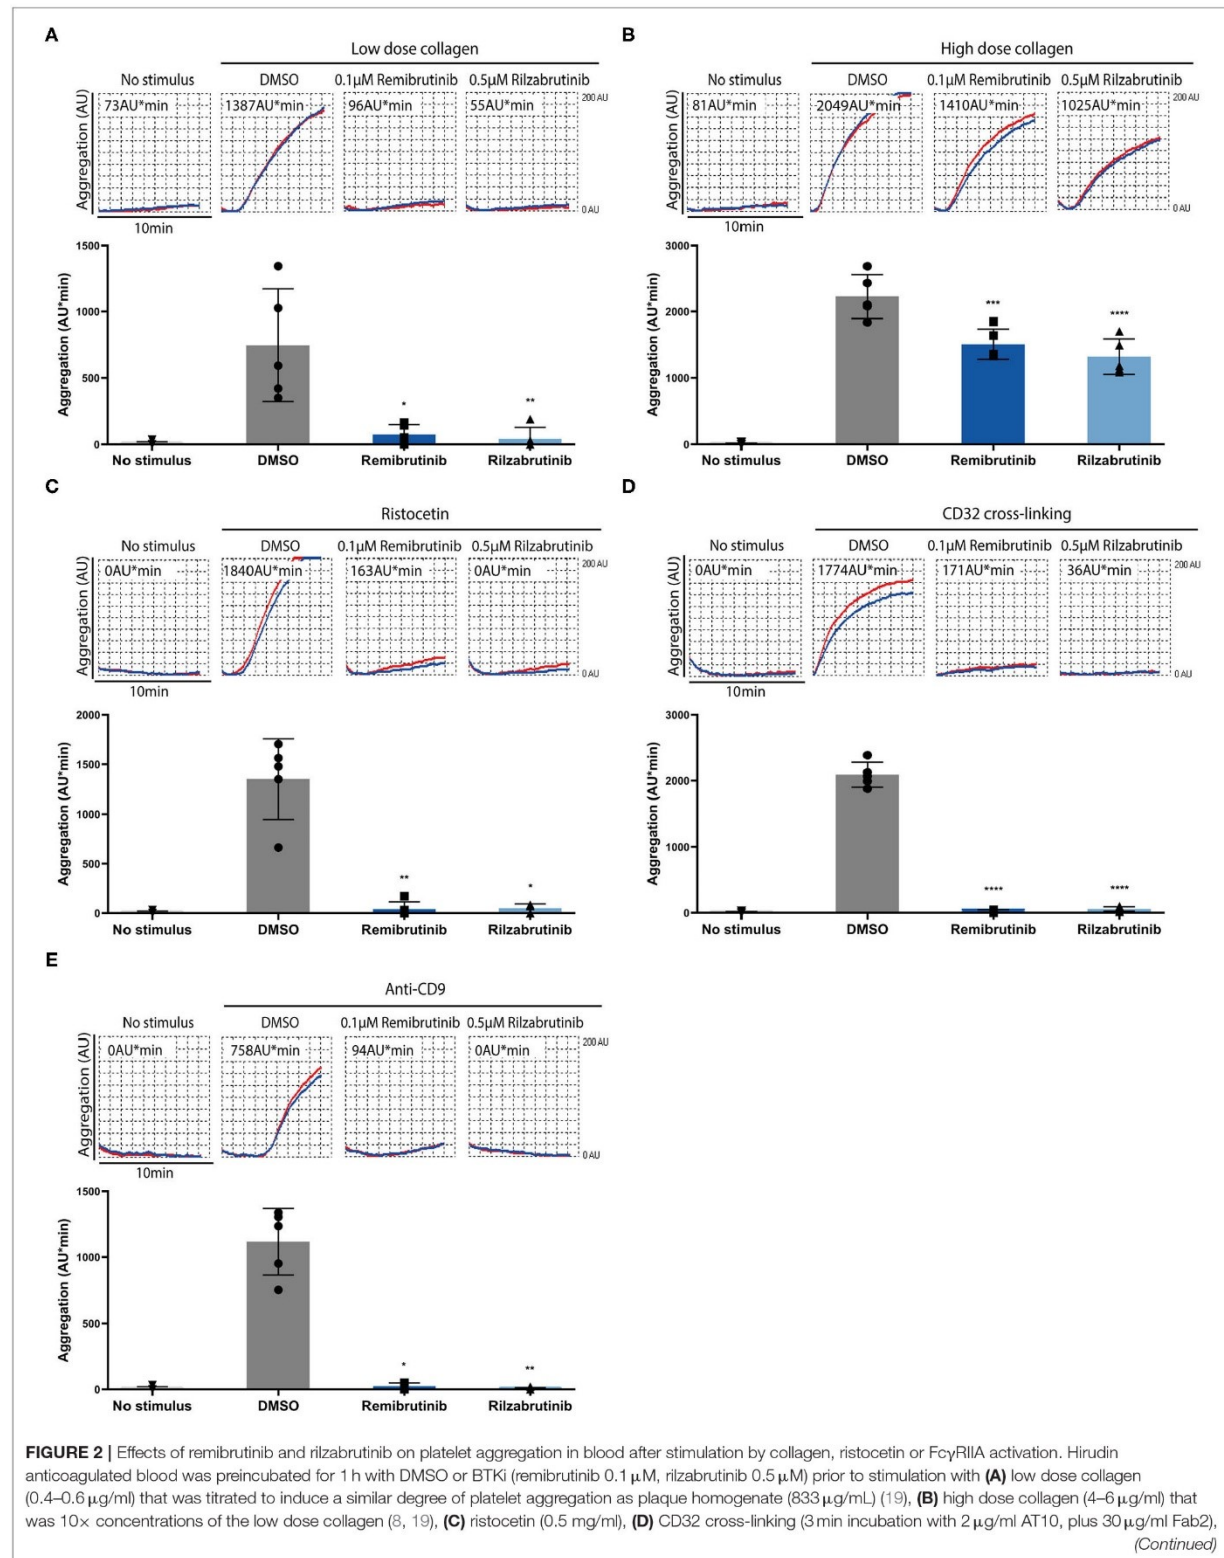 A
Low dose collagen
No stimulus DMSO 0.1µM Remibrutinib 0.5µM Rilzabrutinib
Aggregation (AU)
73AU*min 1387AU*min 96AU*min 55AU*min
200 AU
0 AU
10min
Aggregation (AU*min)
1500
1000
500
0
* **
No stimulus DMSO Remibrutinib Rilzabrutinib
B
High dose collagen
No stimulus DMSO 0.1µM Remibrutinib 0.5µM Rilzabrutinib
Aggregation (AU)
81AU*min 2049AU*min 1410AU*min 1025AU*min
200 AU
0 AU
10min
Aggregation (AU*min)
3000
2000
1000
0
*** ****
No stimulus DMSO Remibrutinib Rilzabrutinib
C
Ristocetin
No stimulus DMSO 0.1µM Remibrutinib 0.5µM Rilzabrutinib
Aggregation (AU)
0AU*min 1840AU*min 163AU*min 0AU*min
200 AU
0 AU
10min
Aggregation (AU*min)
2000
1500
1000
500
0
** *
No stimulus DMSO Remibrutinib Rilzabrutinib
D
CD32 cross-linking
No stimulus DMSO 0.1µM Remibrutinib 0.5µM Rilzabrutinib
Aggregation (AU)
0AU*min 1774AU*min 171AU*min 36AU*min
200 AU
0 AU
10min
Aggregation (AU*min)
3000
2000
1000
0
**** ****
No stimulus DMSO Remibrutinib Rilzabrutinib
E
Anti-CD9
No stimulus DMSO 0.1µM Remibrutinib 0.5µM Rilzabrutinib
Aggregation (AU)
0AU*min 758AU*min 94AU*min 0AU*min
200 AU
0 AU
10min
Aggregation (AU*min)
1500
1000
500
0
* **
No stimulus DMSO Remibrutinib Rilzabrutinib
FIGURE 2 | Effects of remibrutinib and rilzabrutinib on platelet aggregation in blood after stimulation by collagen, ristocetin or FcγRIIA activation. Hirudin
anticoagulated blood was preincubated for 1 h with DMSO or BTKi (remibrutinib 0.1 µM, rilzabrutinib 0.5 µM) prior to stimulation with (A) low dose collagen
(0.4–0.6 µg/ml) that was titrated to induce a similar degree of platelet aggregation as plaque homogenate (833 µg/mL) (19), (B) high dose collagen (4–6 µg/ml) that
was 10× concentrations of the low dose collagen (8, 19), (C) ristocetin (0.5 mg/ml), (D) CD32 cross-linking (3 min incubation with 2 µg/ml AT10, plus 30 µg/ml Fab2),
(Continued)